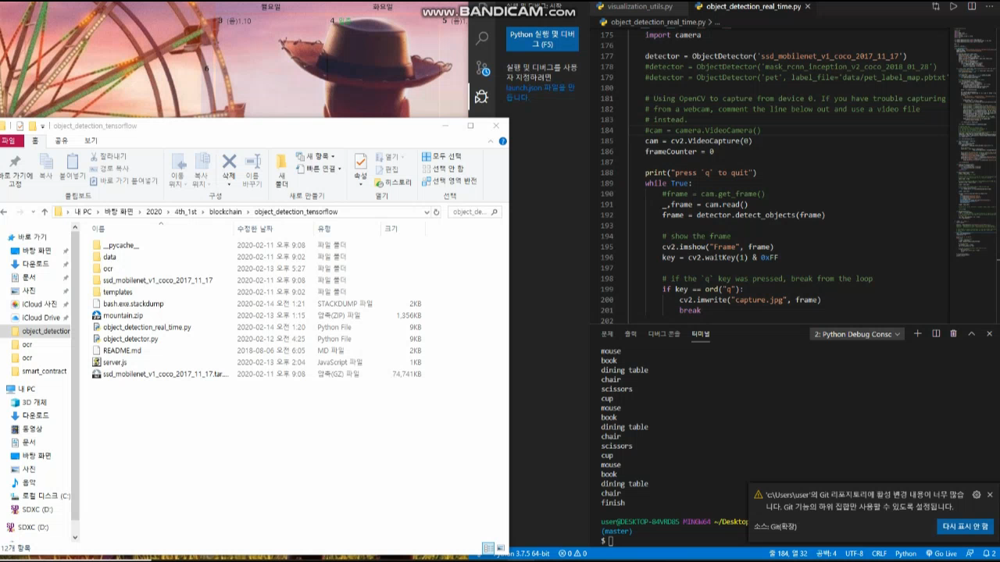 www.BANDICAM.com
월요일 화요일
3 (음)1,10 4
6
object_detection_tensorflow
파일 홈 공유 보기
바로 가기에 고정
복사
붙여넣기
잘라내기
경로 복사
바로 가기 붙여넣기
이동 위치
복사 위치
삭제
이름 바꾸기
새 폴더
새 항목
빠른 연결
속성
열기
편집
히스토리
모두 선택
선택 안 함
선택 영역 반전
클립보드 구성 새로 만들기 열기 선택
내 PC > 바탕 화면 > 2020 > 4th_1st > blockchain > object_detection_tensorflow
object_de...
이름 수정한 날짜 유형 크기
__pycache__ 2020-02-11 오후 9:08 파일 폴더
data 2020-02-11 오후 9:02 파일 폴더
ocr 2020-02-13 오후 5:27 파일 폴더
ssd_mobilenet_v1_coco_2017_11_17 2020-02-11 오후 9:08 파일 폴더
templates 2020-02-11 오후 9:02 파일 폴더
bash.exe.stackdump 2020-02-14 오전 1:21 STACKDUMP 파일 2KB
mountain.zip 2020-02-13 오후 1:15 압축(ZIP) 파일 1,356KB
object_detection_real_time.py 2020-02-14 오전 1:20 Python File 9KB
object_detector.py 2020-02-12 오후 4:25 Python File 9KB
README.md 2018-08-06 오전 6:05 MD 파일 2KB
server.js 2020-02-13 오후 2:04 JavaScript 파일 1KB
ssd_mobilenet_v1_coco_2017_11_17.tar.... 2020-02-11 오후 9:08 압축(GZ) 파일 74,741KB
바로 가기
바탕 화면
다운로드
문서
사진
iCloud 사진
iCloud Drive
object_detection
ocr
ocr
smart_contract
내 PC
3D 개체
다운로드
동영상
문서
바탕 화면
사진
음악
로컬 디스크 (C:)
SDXC (D:)
SDXC (D:)
12개 항목
Python 실행 및 디버그 (F5)
실행 및 디버그를 사용자 지정하려면
launch.json 파일을 만듭니다.
visualization_utils.py object_detection_real_time.py
object_detection_real_time.py > ...
175 import camera
176
177 detector = ObjectDetector('ssd_mobilenet_v1_coco_2017_11_17')
178 #detector = ObjectDetector('mask_rcnn_inception_v2_coco_2018_01_28')
179 #detector = ObjectDetector('pet', label_file='data/pet_label_map.pbtxt'
180
181 # Using OpenCV to capture from device 0. If you have trouble capturing
182 # from a webcam, comment the line below out and use a video file
183 # instead.
184 #cam = camera.VideoCamera()
185 cam = cv2.VideoCapture(0)
186 frameCounter = 0
187
188 print("press `q` to quit")
189 while True:
190 #frame = cam.get_frame()
191 _,frame = cam.read()
192 frame = detector.detect_objects(frame)
193
194 # show the frame
195 cv2.imshow("Frame", frame)
196 key = cv2.waitKey(1) & 0xFF
197
198 # if the `q` key was pressed, break from the loop
199 if key == ord("q"):
200 cv2.imwrite("capture.jpg", frame)
201 break
202
문제 출력 디버그 콘솔 터미널
2: Python Debug Consc
mouse
book
dining table
chair
scissors
cup
mouse
book
dining table
chair
scissors
cup
mouse
book
dining table
chair
finish
user@DESKTOP-84VRD85 MINGW64 ~/Desktop
(master)
$
'c\Users\user'의 Git 리포지토리에 활성 변경 내용이 너무 많습니다. Git 기능의 하위 집합만 사용할 수 있도록 설정됩니다.
소스: Git(확장)
다시 표시 안 함
Python 3.7.5 64-bit 0 0 줄 184, 열 32 공백: 4 UTF-8 CRLF Python Go Live 2